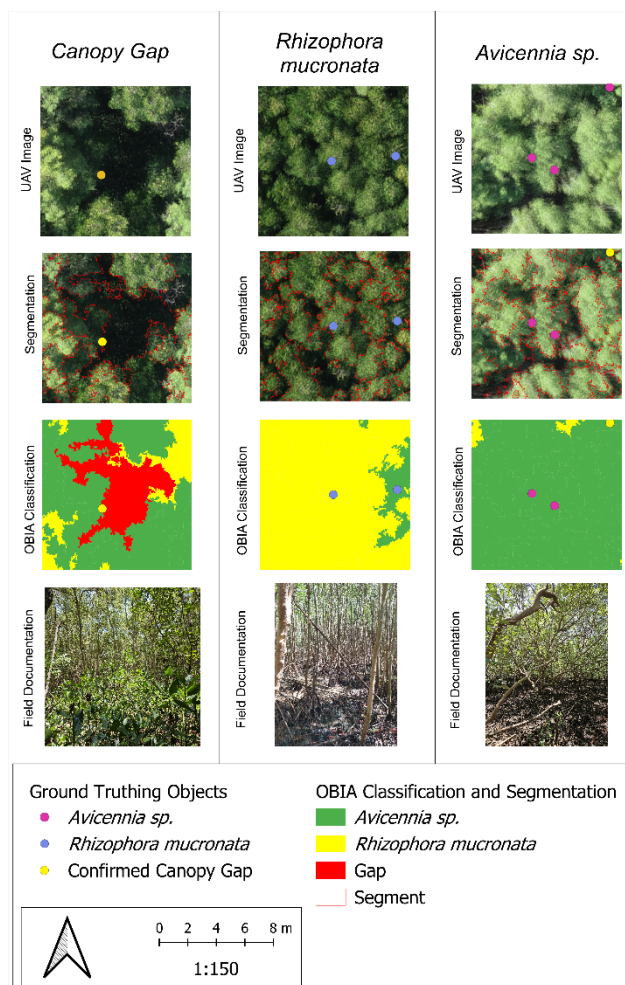 Canopy Gap
Rhizophora
mucronata
Avicennia sp.
UAV Image
UAV Image
UAV Image
Segmentation
Segmentation
Segmentation
OBIA Classification
OBIA Classification
OBIA Classification
Field Documentation
Field Documentation
Field Documentation
Ground Truthing Objects
Avicennia sp.
Rhizophora mucronata
Confirmed Canopy Gap
OBIA Classification and Segmentation
Avicennia sp.
Rhizophora mucronata
Gap
Segment
0 2 4 6 8 m
1:150